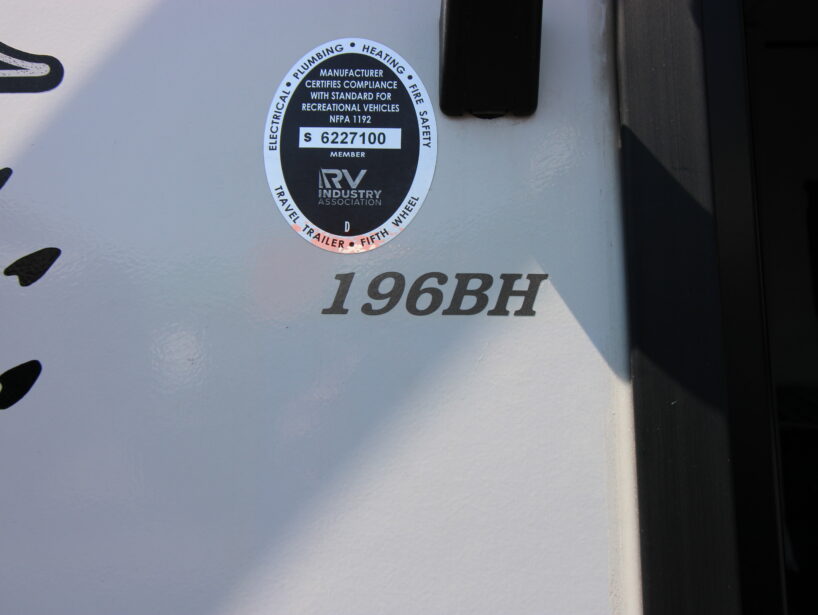 ELECTRICAL • PLUMBING • HEATING • FIRE SAFETY
MANUFACTURER
CERTIFIES COMPLIANCE
WITH STANDARD FOR
RECREATIONAL VEHICLES
NFPA 1192
S 6227100
MEMBER
RV
INDUSTRY
ASSOCIATION
D
TRAVEL TRAILER • FIFTH WHEEL
196BH